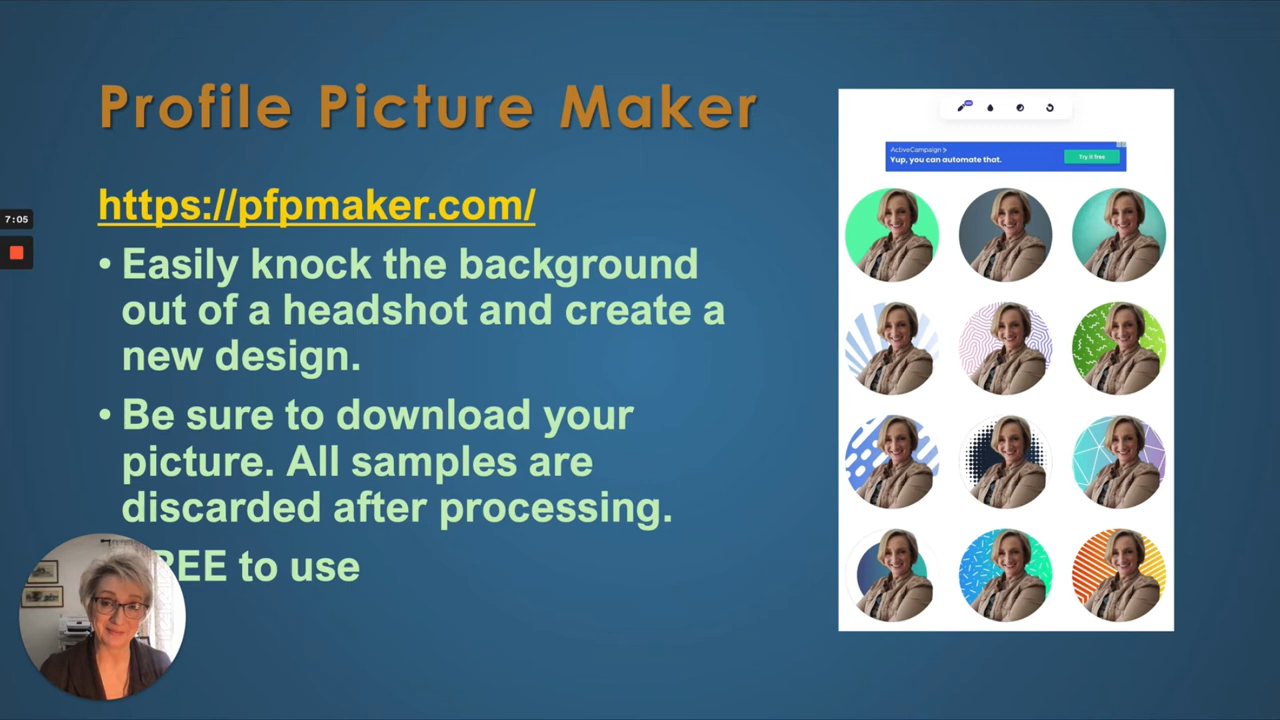 Profile Picture Maker
https://pfpmaker.com/
• Easily knock the background
out of a headshot and create a
new design.
• Be sure to download your
picture. All samples are
discarded after processing.
REE to use
7:05
ActiveCampaign >
Yup, you can automate that.
Try it free